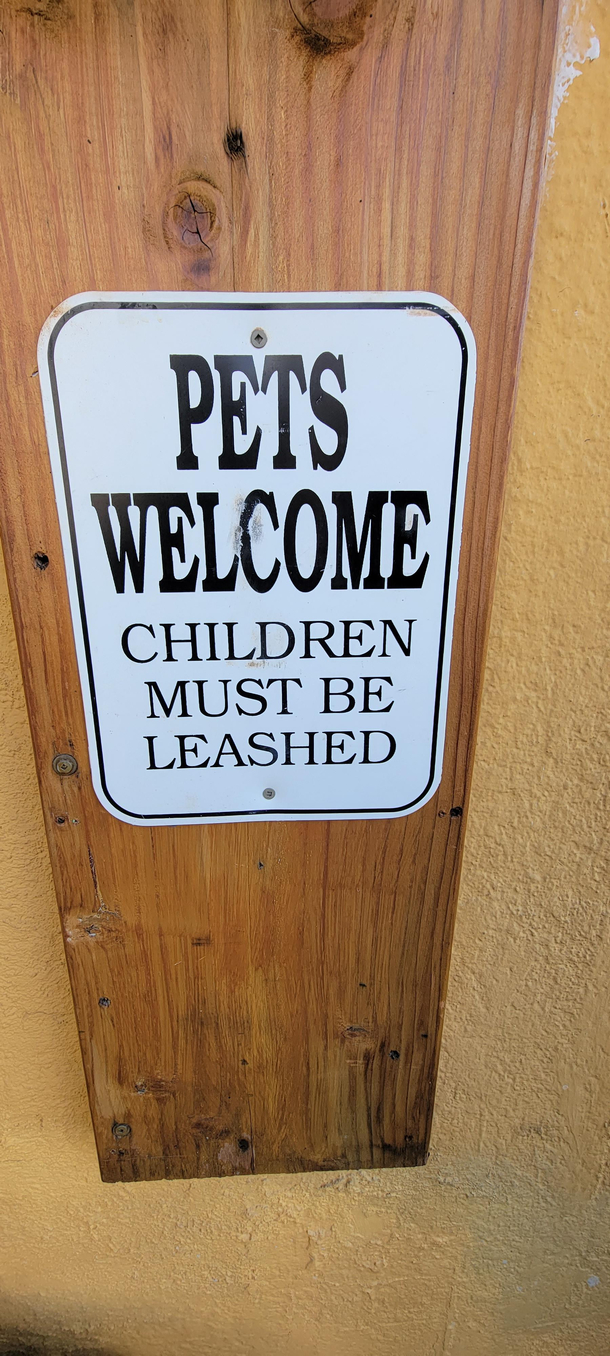 PETS
WELCOME
CHILDREN
MUST BE
LEASHED